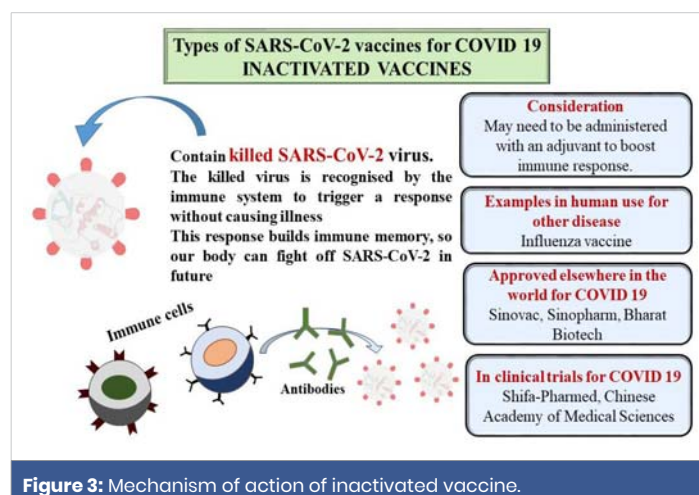 Types of SARS-CoV-2 vaccines for COVID 19
INACTIVATED VACCINES
Contain killed SARS-CoV-2 virus.
The killed virus is recognised by the
immune system to trigger a response
without causing illness
This response builds immune memory, so
our body can fight off SARS-CoV-2 in
future
Immune cells
Antibodies
Consideration
May need to be administered
with an adjuvant to boost
immune response.
Examples in human use for
other disease
Influenza vaccine
Approved elsewhere in the
world for COVID 19
Sinovac, Sinopharm, Bharat
Biotech
In clinical trials for COVID 19
Shifa-Pharmed, Chinese
Academy of Medical Sciences
Figure 3: Mechanism of action of inactivated vaccine.